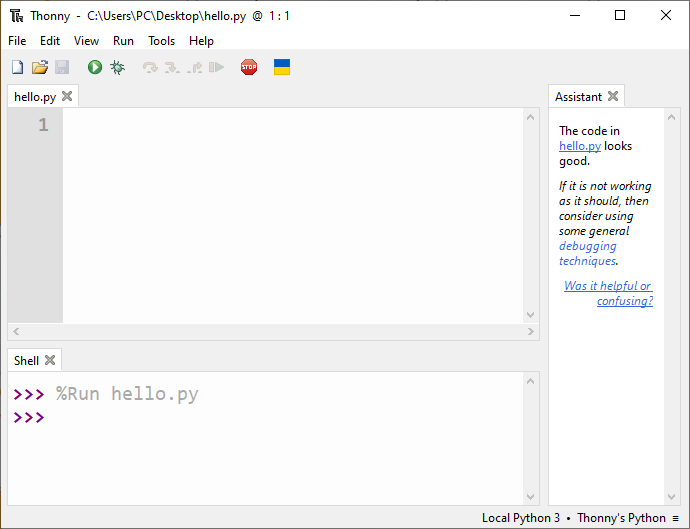 Thonny - C:\Users\PC\Desktop\hello.py @ 1 : 1
File Edit View Run Tools Help
STOP
hello.py
1
Assistant
The code in
hello.py looks
good.
If it is not working
as it should, then
consider using
some general
debugging
techniques.
Was it helpful or
confusing?
Shell
>>> %Run hello.py
>>>
Local Python 3 • Thonny's Python ≡